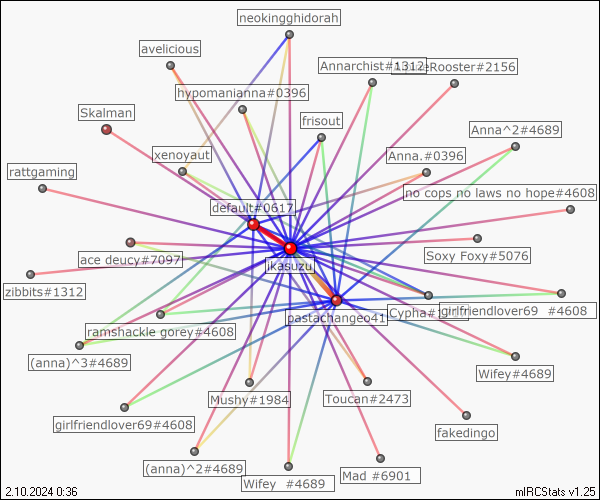 neokingghidorah
avelicious
Annarchist#1312
Rooster#2156
hypomanianna#0396
Skalman
frisout
Anna^2#4689
xenoyaut
Anna.#0396
rattgaming
no cops no laws no hope#4608
default#0617
Soxy Foxy#5076
ace deucy#7097
jkasuzu
zibbits#1312
girlfriendlover69 #4608
Cypha#
pastachangeo41
ramshackle gorey#4608
(anna)^3#4689
Wifey#4689
Mushy#1984
Toucan#2473
girlfriendlover69#4608
fakedingo
(anna)^2#4689
Mad #6901
Wifey #4689
2.10.2024 0:36
mIRCStats v1.25